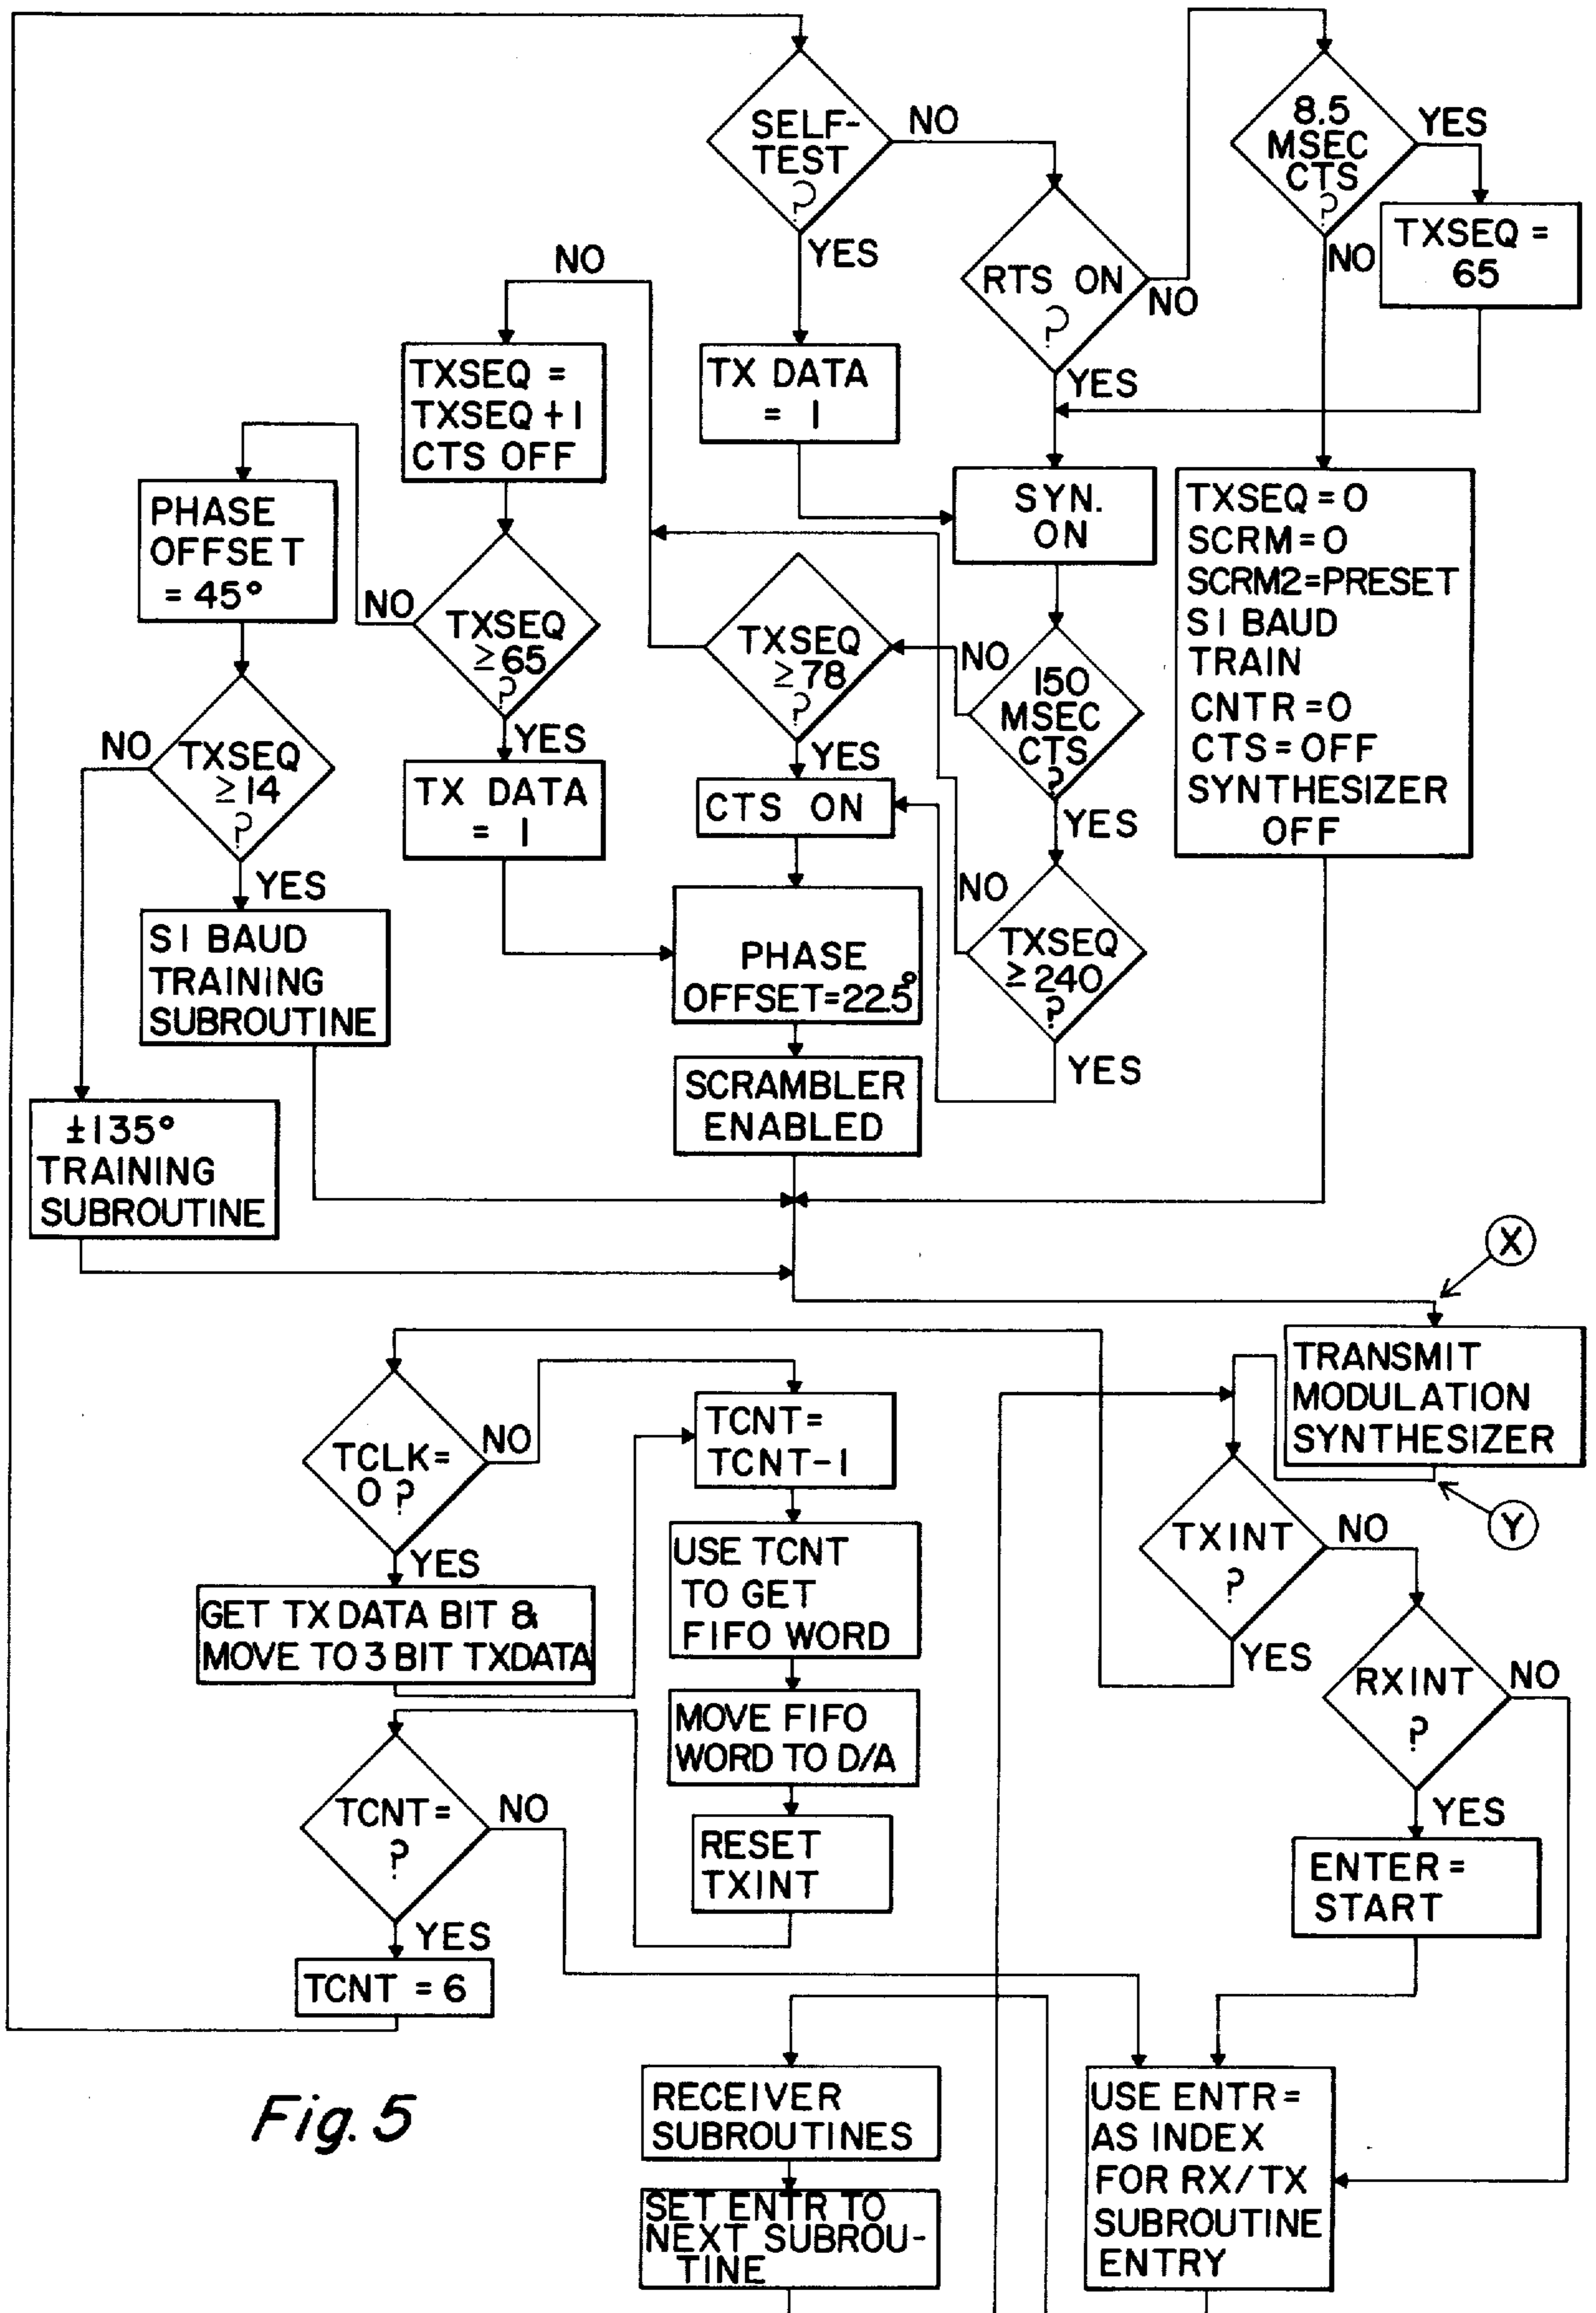 SELF-
TEST
?
NO
YES
8.5
MSEC
CTS
?
YES
NO
TXSEQ =
65
RTS ON
?
NO
YES
TX DATA
= 1
NO
TXSEQ =
TXSEQ + 1
CTS OFF
PHASE
OFFSET
= 45°
SYN.
ON
TXSEQ = 0
SCRM = 0
SCRM2 = PRESET
S1 BAUD
TRAIN
CNTR = 0
CTS = OFF
SYNTHESIZER
OFF
NO
TXSEQ
≥ 65
?
YES
TXSEQ
≥ 78
?
YES
NO
150
MSEC
CTS
?
YES
NO
TXSEQ
≥ 14
?
YES
TX DATA
= 1
CTS ON
NO
TXSEQ
≥ 240
?
YES
S1 BAUD
TRAINING
SUBROUTINE
PHASE
OFFSET=22.5°
SCRAMBLER
ENABLED
±135°
TRAINING
SUBROUTINE
X
TRANSMIT
MODULATION
SYNTHESIZER
Y
TCLK=
0 ?
NO
YES
TCNT=
TCNT-1
USE TCNT
TO GET
FIFO WORD
TXINT
?
NO
YES
GET TX DATA BIT &
MOVE TO 3 BIT TXDATA
RXINT
?
NO
YES
MOVE FIFO
WORD TO D/A
TCNT=
?
NO
YES
RESET
TXINT
ENTER =
START
TCNT = 6
RECEIVER
SUBROUTINES
USE ENTR=
AS INDEX
FOR RX/TX
SUBROUTINE
ENTRY
SET ENTR TO
NEXT SUBROU-
TINE
Fig. 5